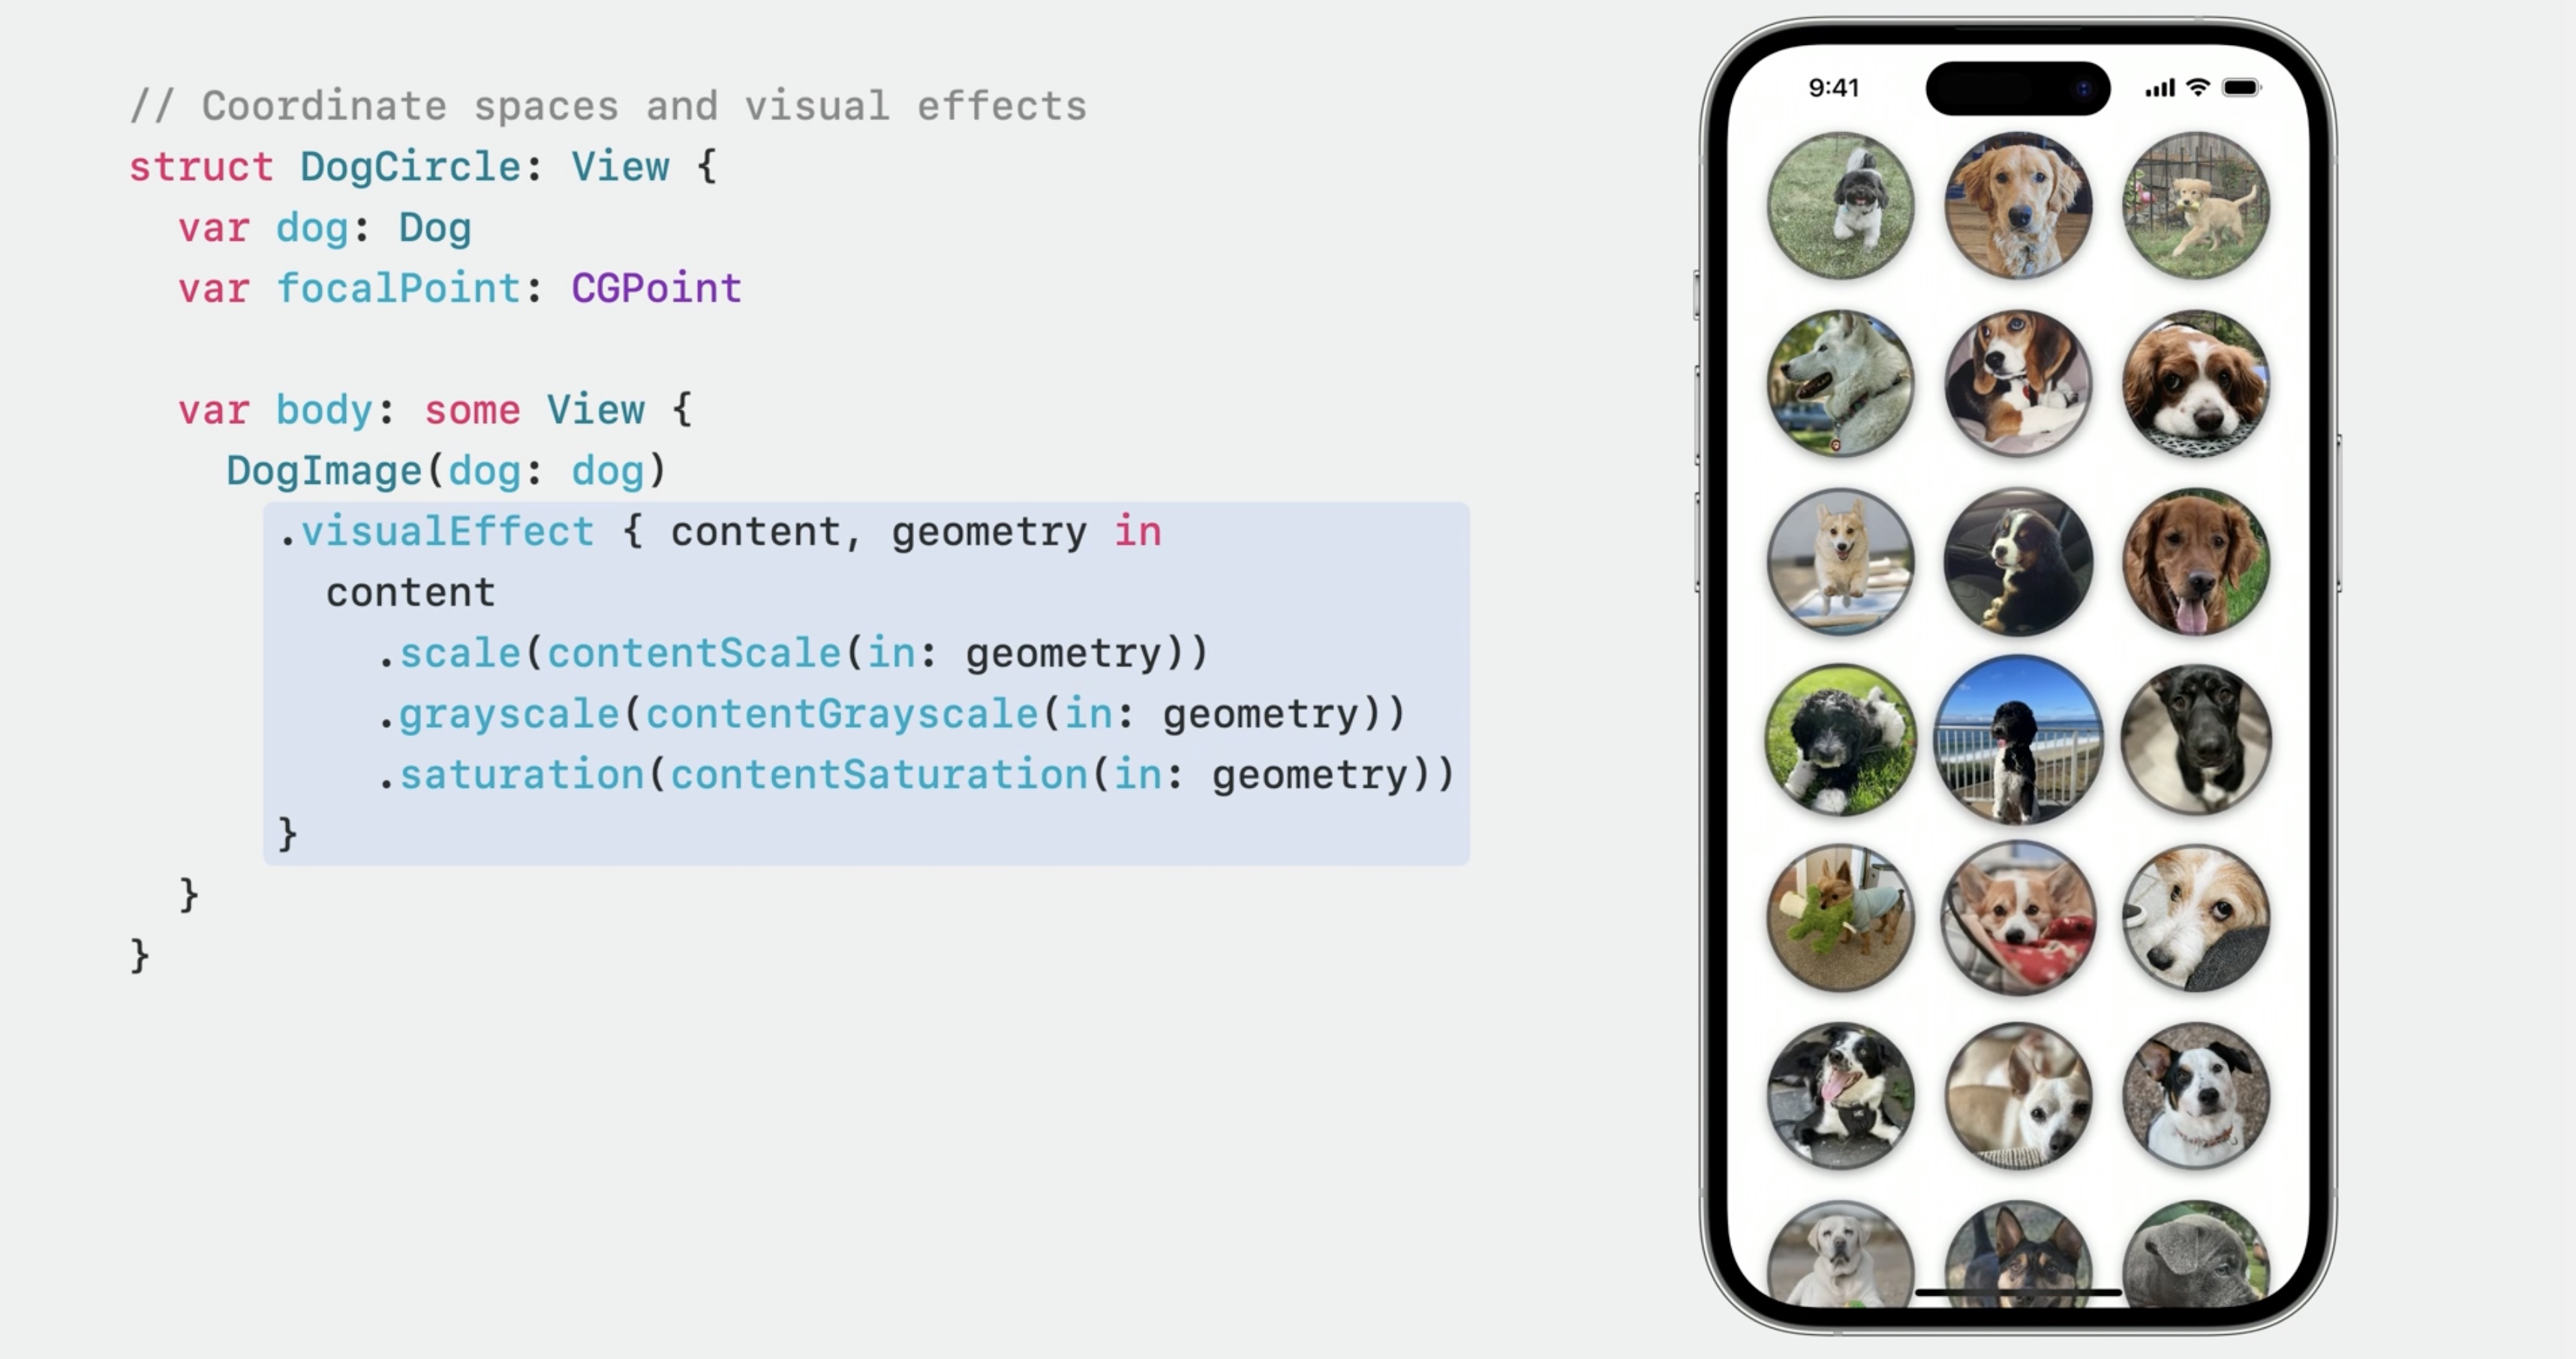 // Coordinate spaces and visual effects
struct DogCircle: View {
var dog: Dog
var focalPoint: CGPoint
var body: some View {
DogImage(dog: dog)
.visualEffect { content, geometry in
content
.scale(contentScale(in: geometry))
.grayscale(contentGrayscale(in: geometry))
.saturation(contentSaturation(in: geometry))
}
}
}
9:41